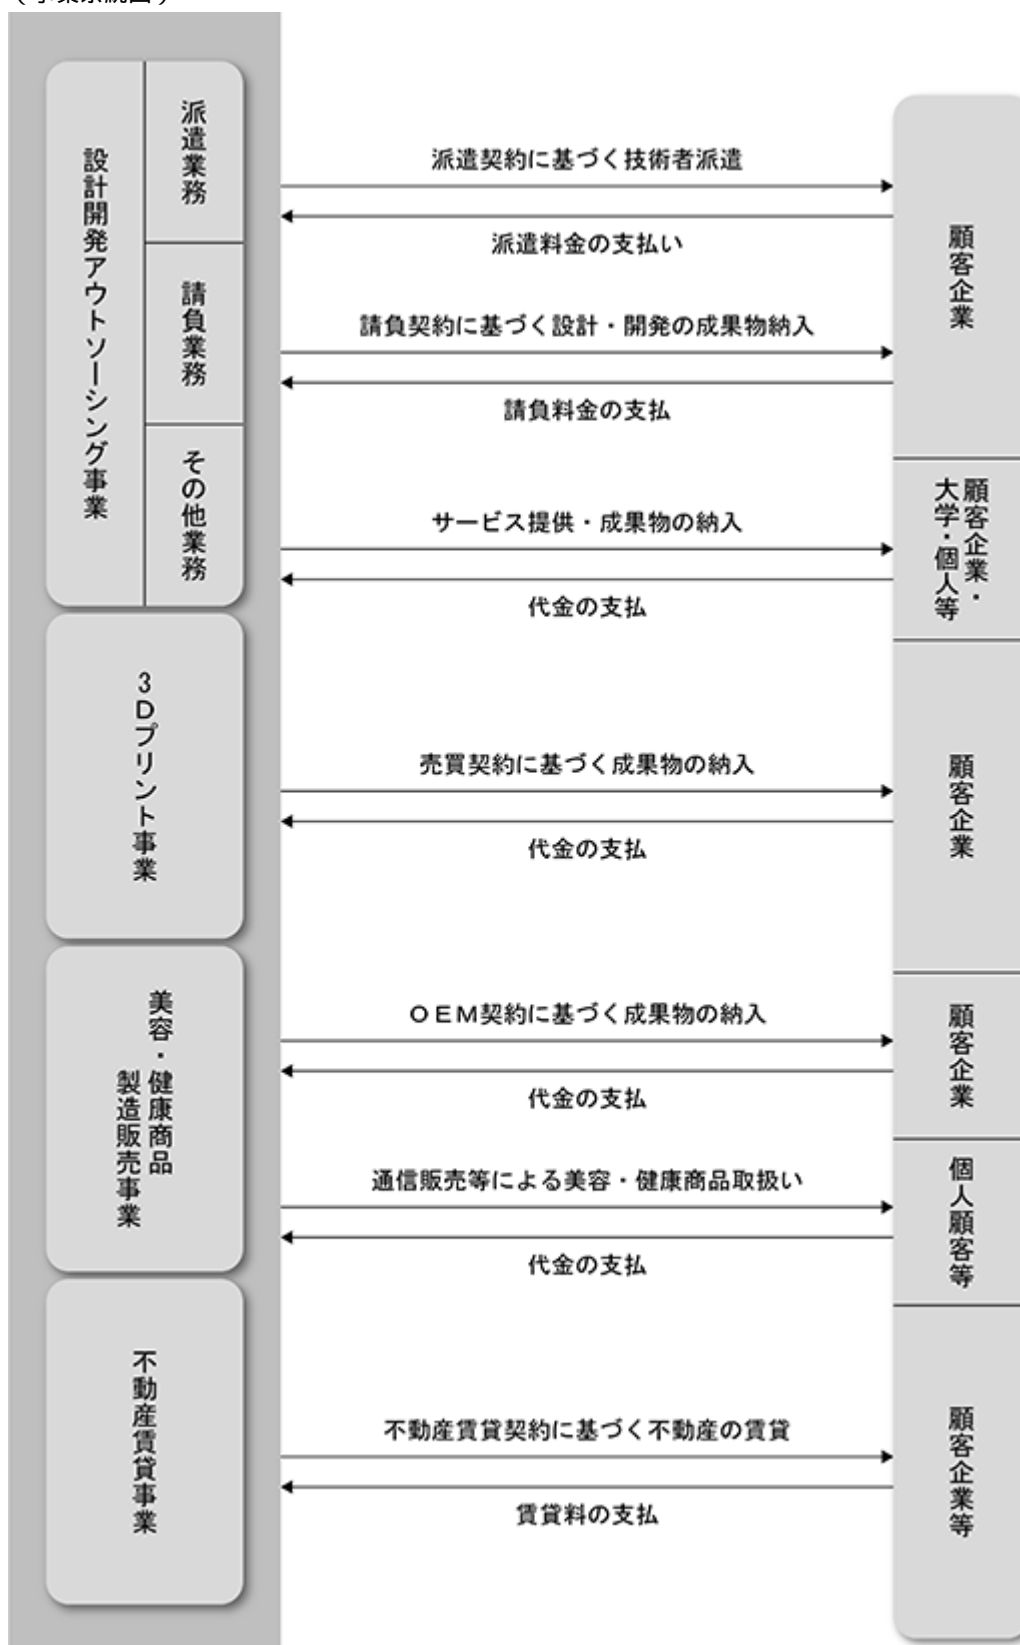 設計開発アウトソーシング事業
派遣業務
派遣契約に基づく技術者派遣
派遣料金の支払い
顧客企業
請負業務
請負契約に基づく設計・開発の成果物納入
請負料金の支払
その他業務
サービス提供・成果物の納入
代金の支払
顧客企業・
大学・個人等
3Dプリント事業
売買契約に基づく成果物の納入
代金の支払
顧客企業
美容・健康商品
製造販売事業
OEM契約に基づく成果物の納入
代金の支払
顧客企業
通信販売等による美容・健康商品取扱い
代金の支払
個人顧客等
不動産賃貸事業
不動産賃貸契約に基づく不動産の賃貸
賃貸料の支払
顧客企業等